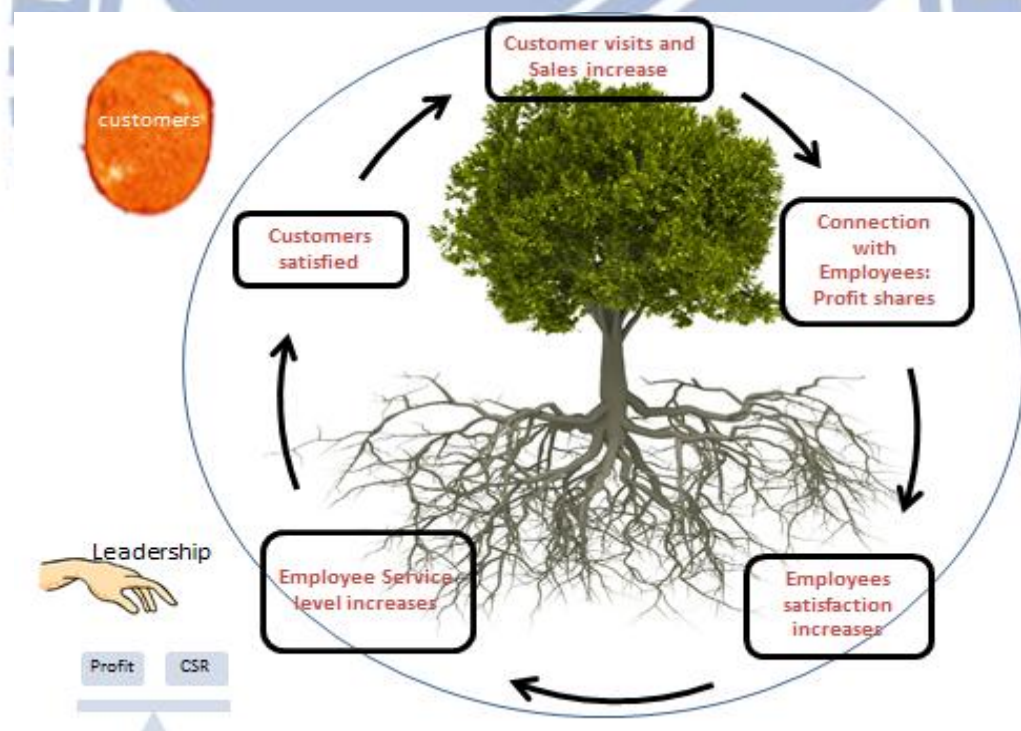 Customer visits and
Sales increase
customers
Connection
with
Employees:
Profit shares
Customers
satisfied
Leadership
Employee Service
level increases
Employees
satisfaction
increases
Profit
CSR